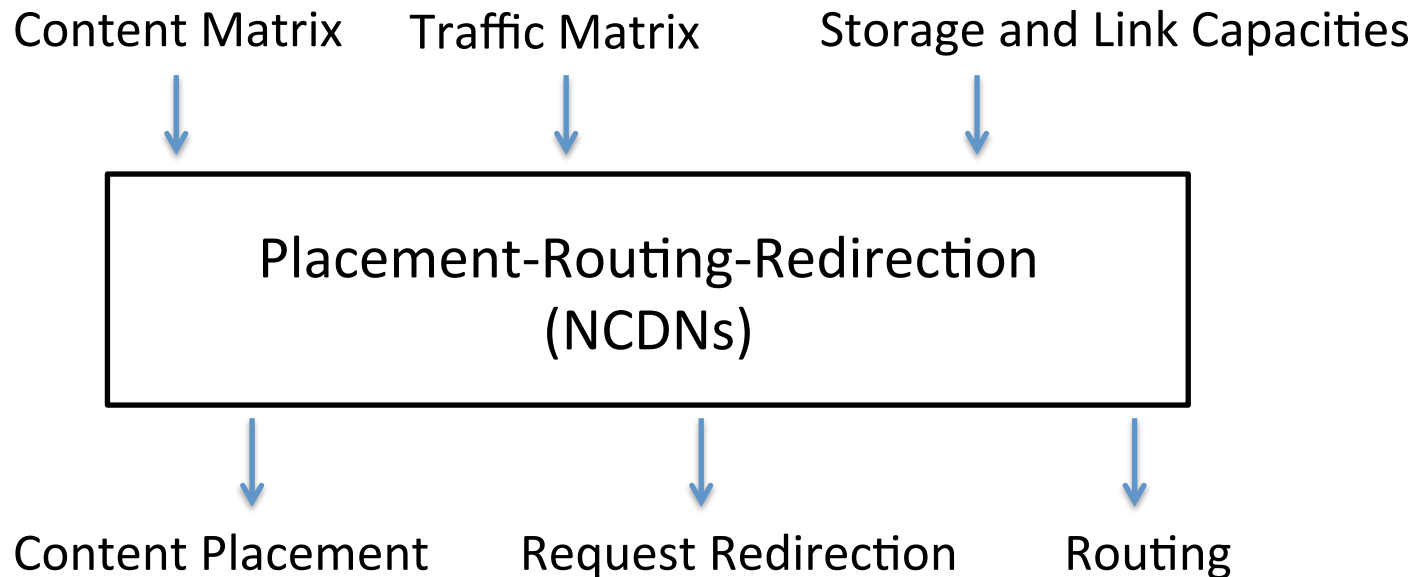 Content Matrix
Traffic Matrix
Storage and Link Capacities
Placement-Routing-Redirection
(NCDNs)
Content Placement
Request Redirection
Routing